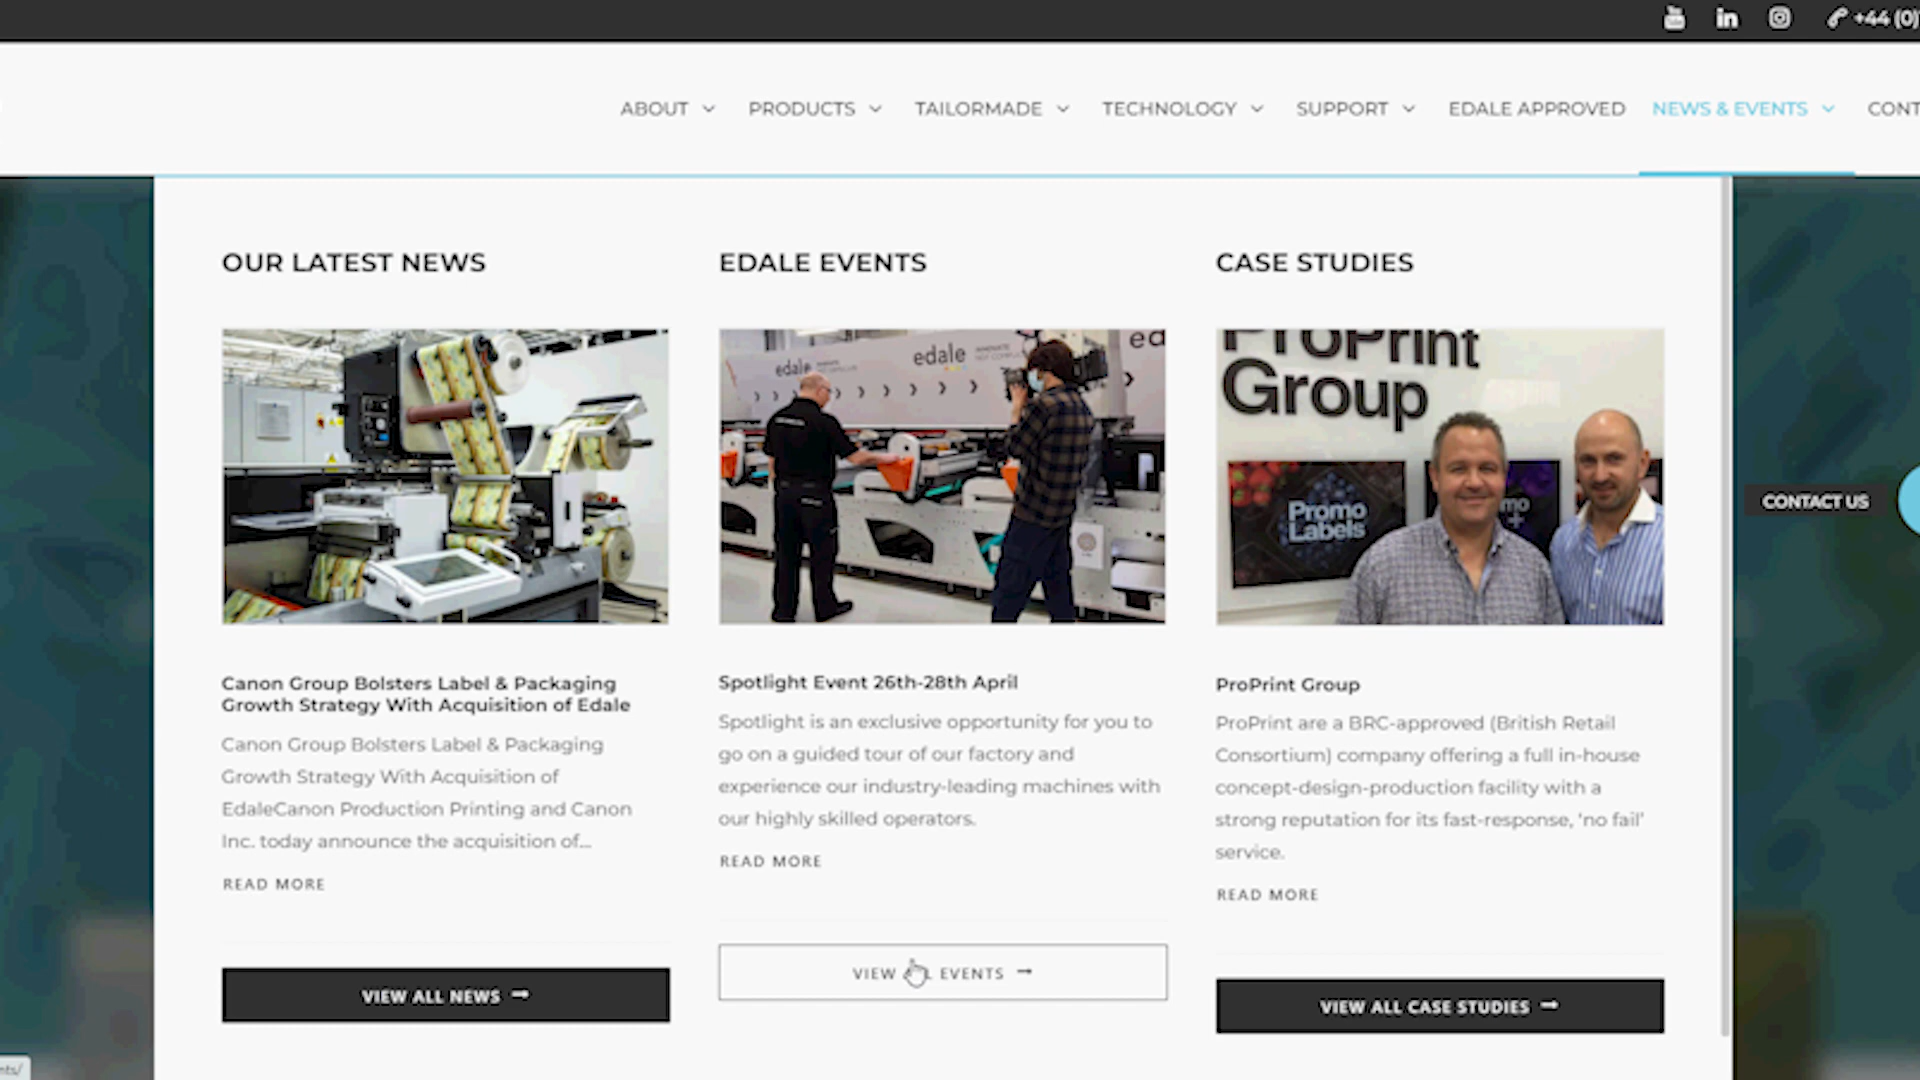 +44 (0)
ABOUT PRODUCTS TAILORMADE TECHNOLOGY SUPPORT EDALE APPROVED NEWS & EVENTS CONT
OUR LATEST NEWS
Canon Group Bolsters Label & Packaging
Growth Strategy With Acquisition of Edale
Canon Group Bolsters Label & Packaging
Growth Strategy With Acquisition of
EdaleCanon Production Printing and Canon
Inc. today announce the acquisition of...
READ MORE
VIEW ALL NEWS
EDALE EVENTS
edale
edale
ed
Spotlight Event 26th-28th April
Spotlight is an exclusive opportunity for you to
go on a guided tour of our factory and
experience our industry-leading machines with
our highly skilled operators.
READ MORE
VIEW ALL EVENTS
CASE STUDIES
ProPrint
Group
Promo
Labels
mo
+
ProPrint Group
ProPrint are a BRC-approved (British Retail
Consortium) company offering a full in-house
concept-design-production facility with a
strong reputation for its fast-response, ‘no fail’
service.
READ MORE
VIEW ALL CASE STUDIES
CONTACT US
nts/